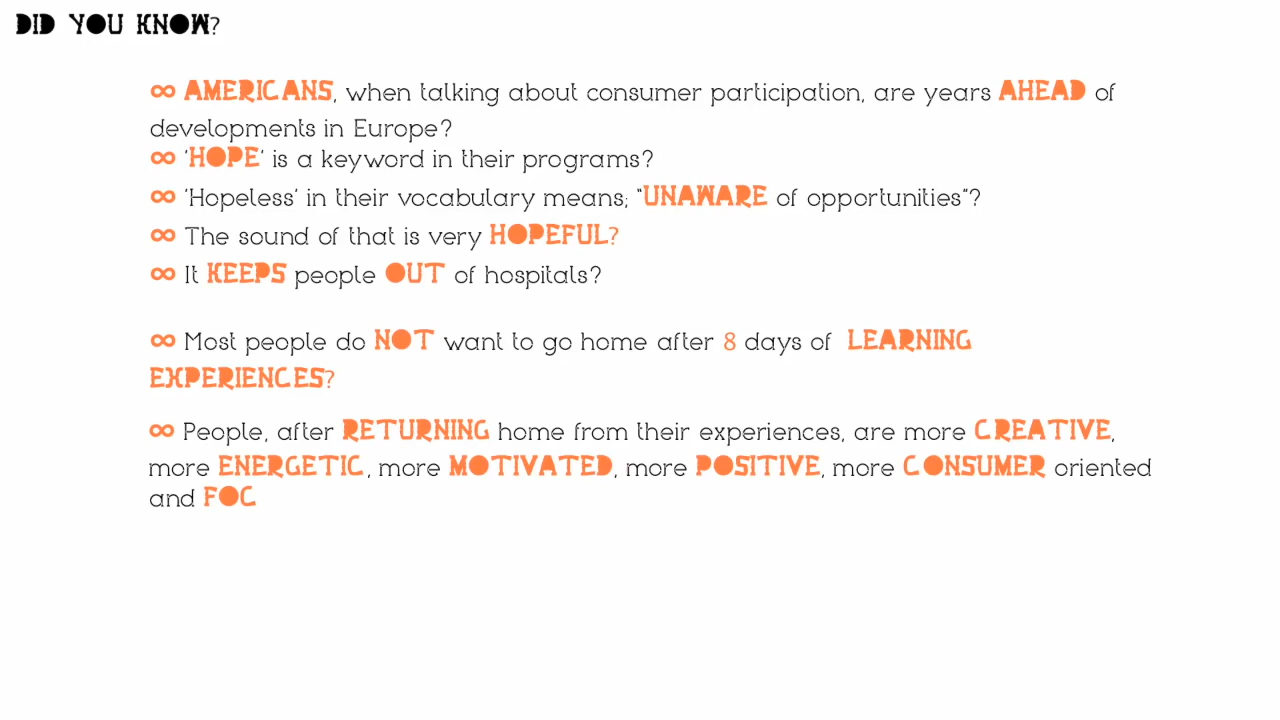 DID YOU KNOW?
∞ AMERICANS, when talking about consumer participation, are years AHEAD of
developments in Europe?
∞ 'HOPE' is a keyword in their programs?
∞ 'Hopeless' in their vocabulary means; "UNAWARE of opportunities"?
∞ The sound of that is very HOPEFUL?
∞ It KEEPS people OUT of hospitals?
∞ Most people do NOT want to go home after 8 days of LEARNING
EXPERIENCES?
∞ People, after RETURNING home from their experiences, are more CREATIVE,
more ENERGETIC, more MOTIVATED, more POSITIVE, more CONSUMER oriented
and FOC